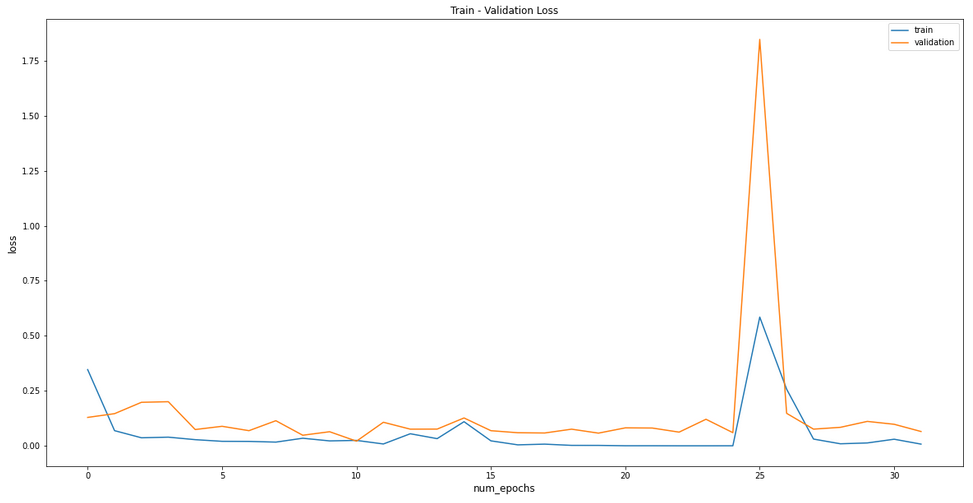 Train - Validation Loss
train
validation
1.75
1.50
1.25
1.00
0.75
0.50
0.25
0.00
loss
0 5 10 15 20 25 30
num_epochs